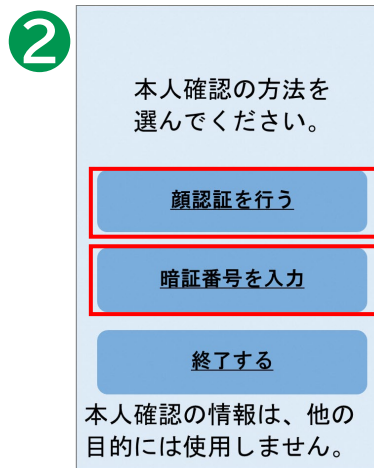 2
本人確認の方法を
選んでください。
顔認証を行う
暗証番号を入力
終了する
本人確認の情報は、他の
目的には使用しません。